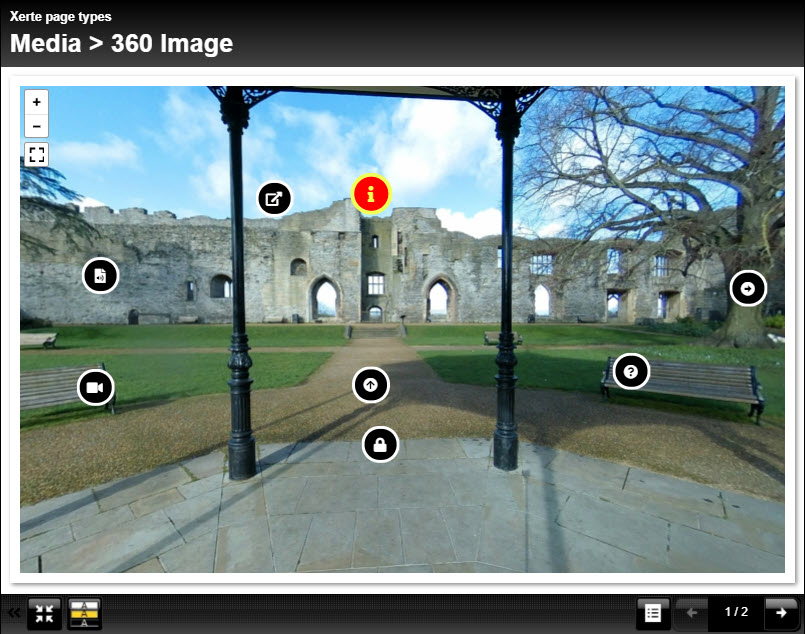 Xerte page types
Media > 360 Image
+
−
i
?
A
A
A
1 / 2